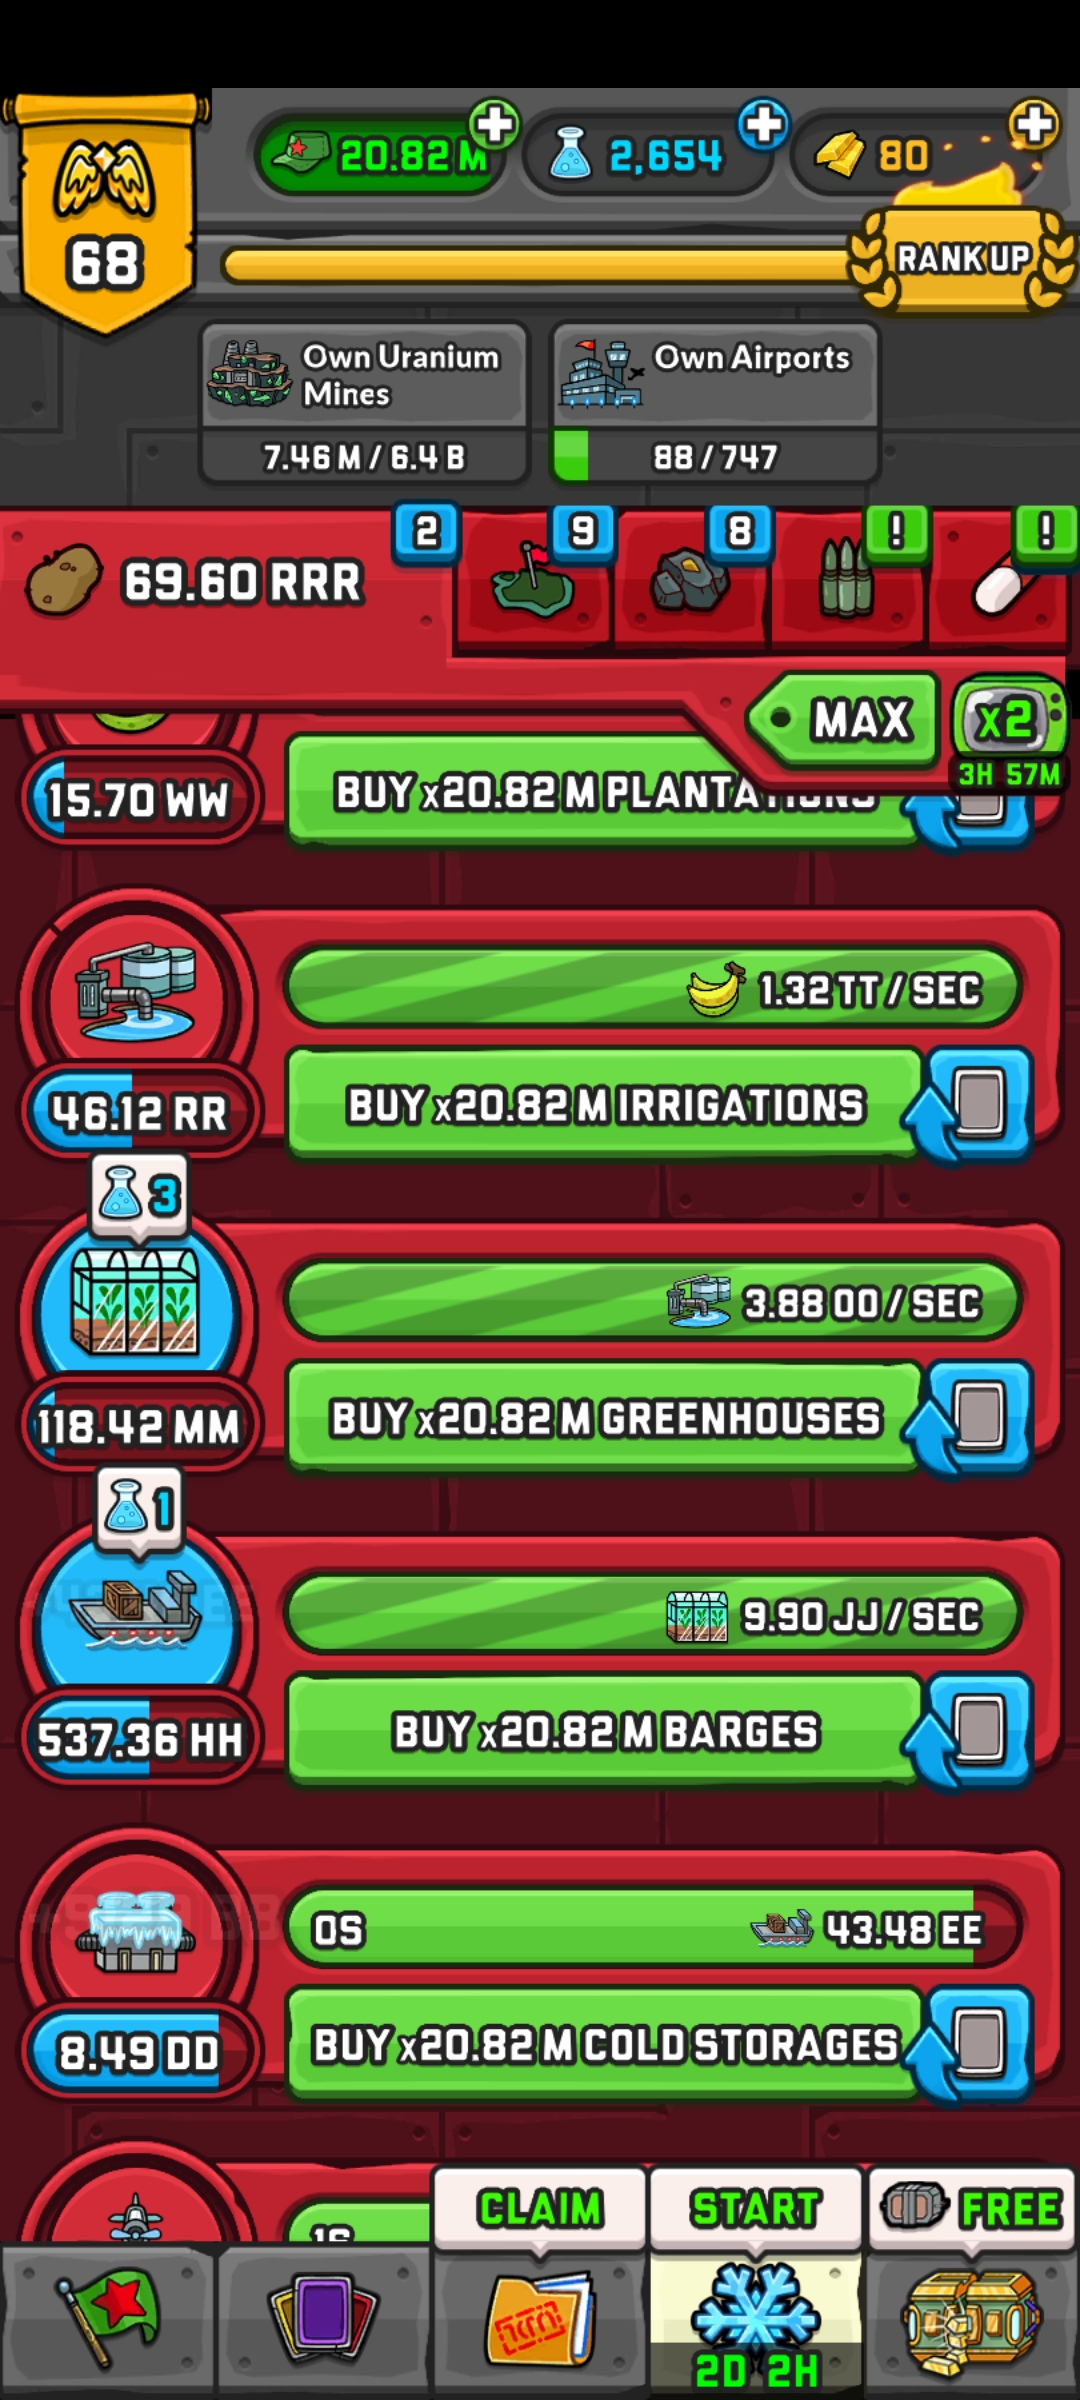 20.82 M
2,654
80
68
RANK UP
Own Uranium
Mines
7.46 M / 6.4 B
Own Airports
88 / 747
69.60 RRR
2
9
8
!
!
MAX
x2
3H 57M
15.70 WW
BUY x20.82 M PLANTATIONS
1.32 TT / SEC
46.12 RR
BUY x20.82 M IRRIGATIONS
3
3.88 OO / SEC
118.42 MM
BUY x20.82 M GREENHOUSES
1
9.90 JJ / SEC
537.36 HH
BUY x20.82 M BARGES
0S
43.48 EE
8.49 DD
BUY x20.82 M COLD STORAGES
1S
CLAIM
START
FREE
2D 2H